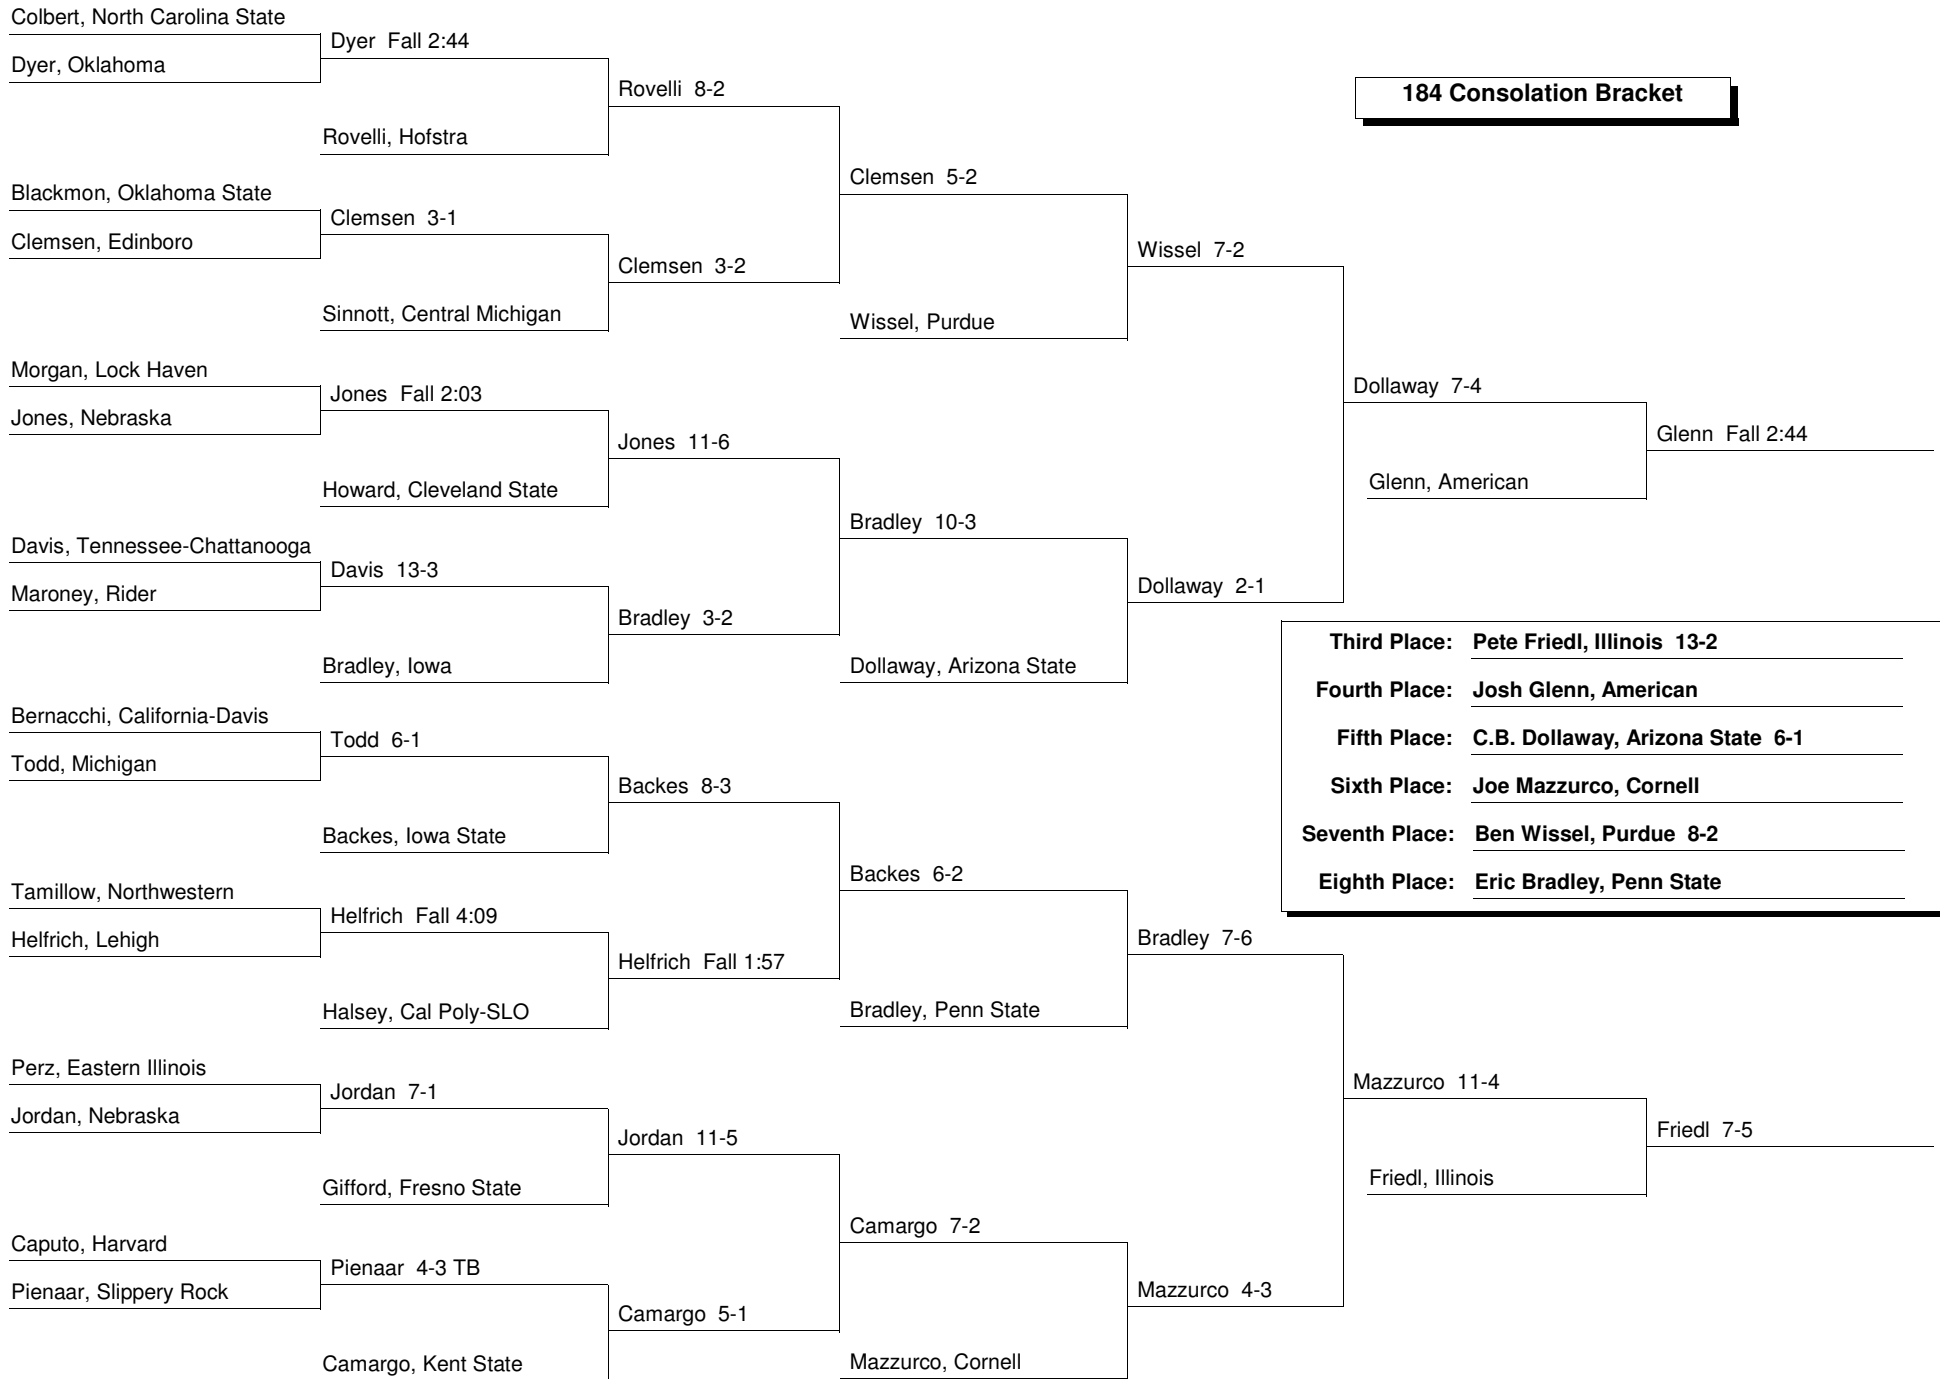 Colbert, North Carolina State
Dyer, Oklahoma
Dyer Fall 2:44
Rovelli, Hofstra
Rovelli 8-2
184 Consolation Bracket
Blackmon, Oklahoma State
Clemsen, Edinboro
Clemsen 3-1
Sinnott, Central Michigan
Clemsen 3-2
Clemsen 5-2
Wissel, Purdue
Wissel 7-2
Morgan, Lock Haven
Jones, Nebraska
Jones Fall 2:03
Howard, Cleveland State
Jones 11-6
Davis, Tennessee-Chattanooga
Maroney, Rider
Davis 13-3
Bradley, Iowa
Bradley 3-2
Bradley 10-3
Dollaway, Arizona State
Dollaway 2-1
Dollaway 7-4
Glenn, American
Glenn Fall 2:44
Third Place: Pete Friedl, Illinois 13-2
Fourth Place: Josh Glenn, American
Fifth Place: C.B. Dollaway, Arizona State 6-1
Sixth Place: Joe Mazzurco, Cornell
Seventh Place: Ben Wissel, Purdue 8-2
Eighth Place: Eric Bradley, Penn State
Bernacchi, California-Davis
Todd, Michigan
Todd 6-1
Backes, Iowa State
Backes 8-3
Tamillow, Northwestern
Helfrich, Lehigh
Helfrich Fall 4:09
Halsey, Cal Poly-SLO
Helfrich Fall 1:57
Backes 6-2
Bradley, Penn State
Bradley 7-6
Perz, Eastern Illinois
Jordan, Nebraska
Jordan 7-1
Gifford, Fresno State
Jordan 11-5
Caputo, Harvard
Pienaar, Slippery Rock
Pienaar 4-3 TB
Camargo, Kent State
Camargo 5-1
Camargo 7-2
Mazzurco, Cornell
Mazzurco 4-3
Mazzurco 11-4
Friedl, Illinois
Friedl 7-5